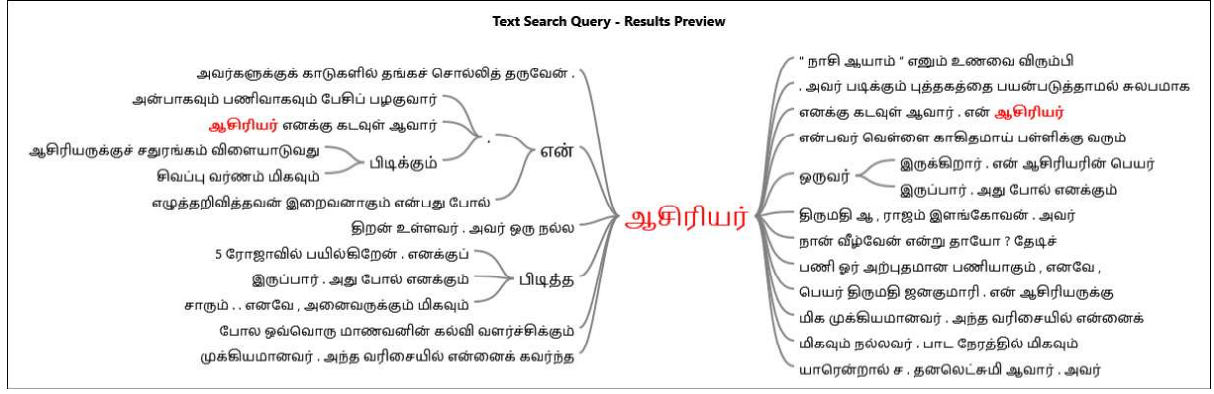 Text Search Query - Results Preview
அவர்களுக்குக் காடுகளில் தங்கச் சொல்லித் தருவேன் .
அன்பாகவும் பணிவாகவும் பேசிப் பழகுவார்
ஆசிரியர் எனக்கு கடவுள் ஆவார்
.
என்
ஆசிரியருக்குச் சதுரங்கம் விளையாடுவது
பிடிக்கும்
சிவப்பு வர்ணம் மிகவும்
எழுத்தறிவித்தவன் இறைவனாகும் என்பது போல்
திறன் உள்ளவர் . அவர் ஒரு நல்ல
5 ரோஜாவில் பயில்கிறேன் . எனக்குப்
இருப்பார் . அது போல் எனக்கும்
பிடித்த
சாரும் . . எனவே , அனைவருக்கும் மிகவும்
போல ஒவ்வொரு மாணவனின் கல்வி வளர்ச்சிக்கும்
முக்கியமானவர் . அந்த வரிசையில் என்னைக் கவர்ந்த
ஆசிரியர்
" நாசி ஆயாம் " எனும் உணவை விரும்பி
. அவர் படிக்கும் புத்தகத்தை பயன்படுத்தாமல் சுலபமாக
எனக்கு கடவுள் ஆவார் . என் ஆசிரியர்
என்பவர் வெள்ளை காகிதமாய் பள்ளிக்கு வரும்
ஒருவர்
இருக்கிறார் . என் ஆசிரியரின் பெயர்
இருப்பார் . அது போல் எனக்கும்
திருமதி ஆ , ராஜம் இளங்கோவன் . அவர்
நான் வீழ்வேன் என்று தாயோ ? தேடிச்
பணி ஓர் அற்புதமான பணியாகும் , எனவே ,
பெயர் திருமதி ஜனகுமாரி . என் ஆசிரியருக்கு
மிக முக்கியமானவர் . அந்த வரிசையில் என்னைக்
மிகவும் நல்லவர் . பாட நேரத்தில் மிகவும்
யாரென்றால் ச . தனலெட்சுமி ஆவார் . அவர்